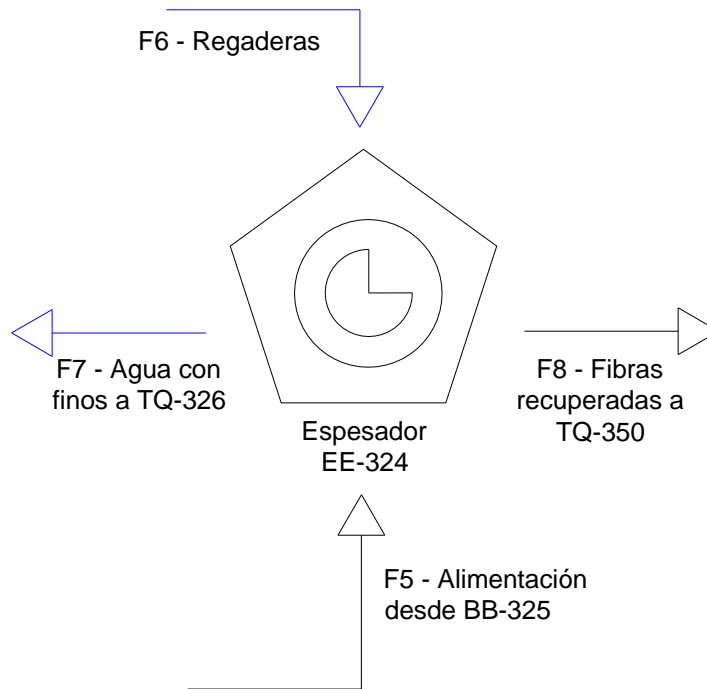 F6 - Regaderas
F7 - Agua con
finos a TQ-326
F8 - Fibras
recuperadas a
TQ-350
Espesador
EE-324
F5 - Alimentación
desde BB-325